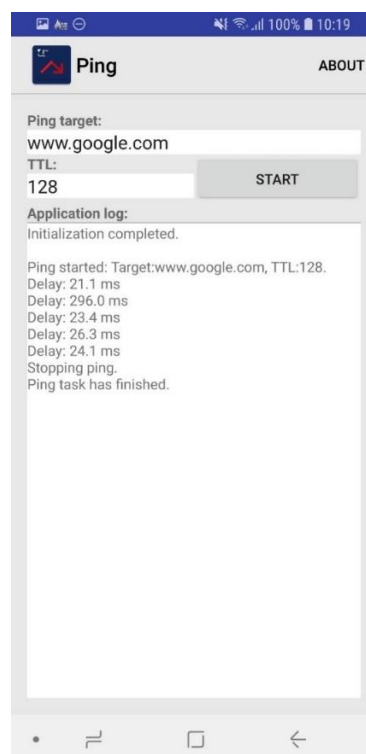 100% 10:19
Ping
ABOUT
Ping target:
www.google.com
TTL:
128
START
Application log:
Initialization completed.
Ping started: Target:www.google.com, TTL:128.
Delay: 21.1 ms
Delay: 296.0 ms
Delay: 23.4 ms
Delay: 26.3 ms
Delay: 24.1 ms
Stopping ping.
Ping task has finished.